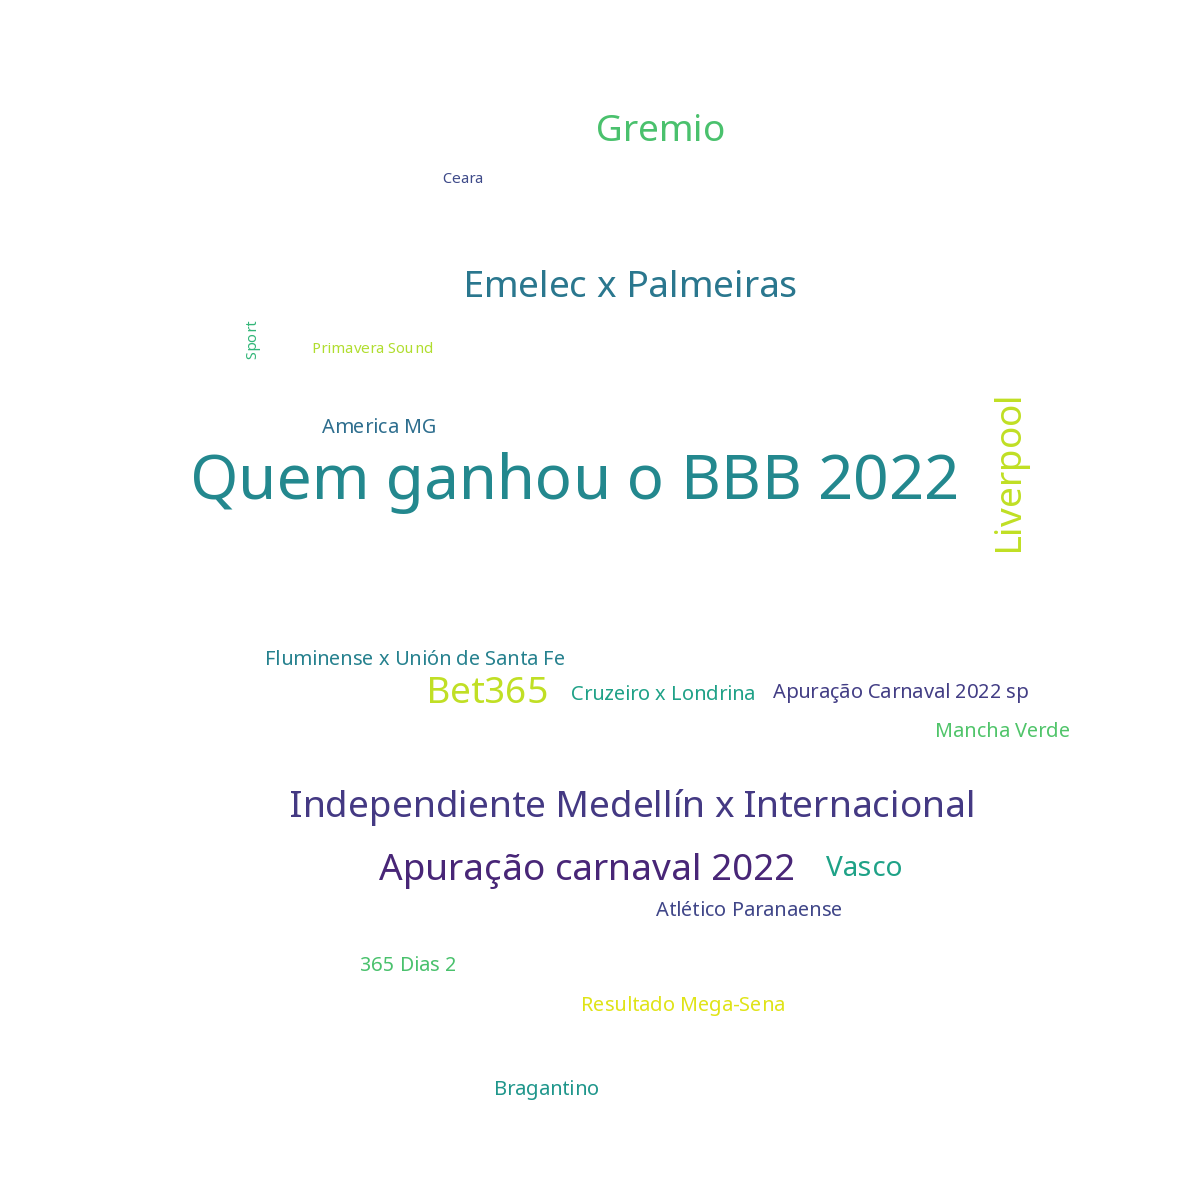 Gremio
Ceara
Emelec x Palmeiras
Sport
Primavera Sound
Liverpool
America MG
Quem ganhou o BBB 2022
Fluminense x Unión de Santa Fe
Bet365
Cruzeiro x Londrina
Apuração Carnaval 2022 sp
Mancha Verde
Independiente Medellín x Internacional
Apuração carnaval 2022
Vasco
Atlético Paranaense
365 Dias 2
Resultado Mega-Sena
Bragantino